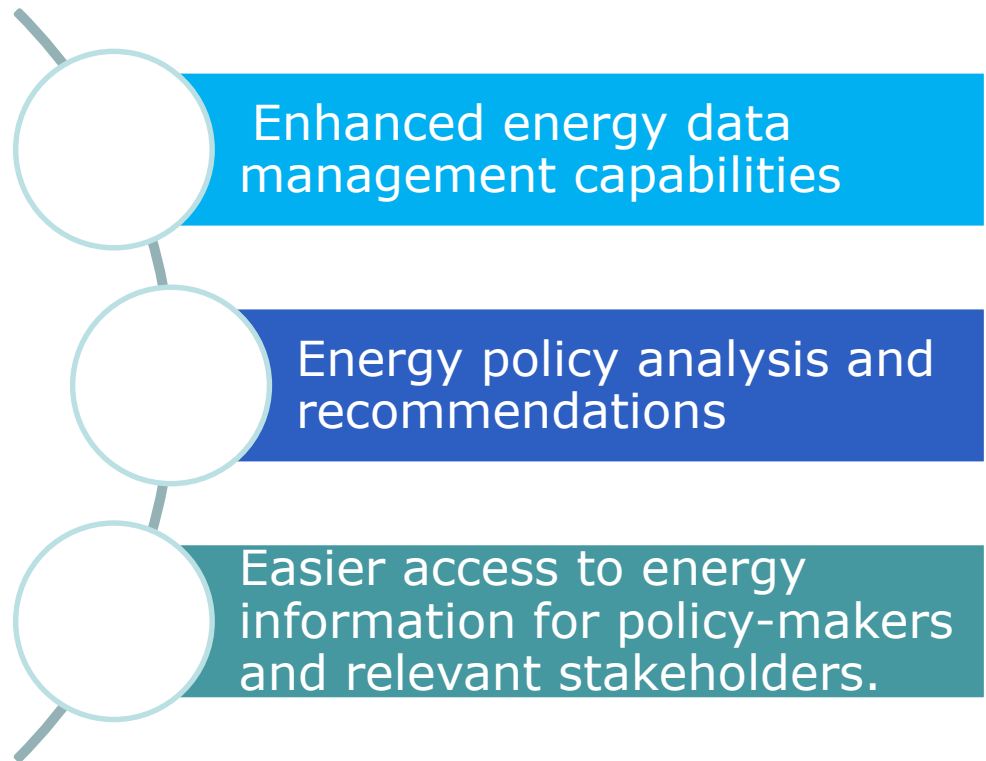 Enhanced energy data
management capabilities
Energy policy analysis and
recommendations
Easier access to energy
information for policy-makers
and relevant stakeholders.